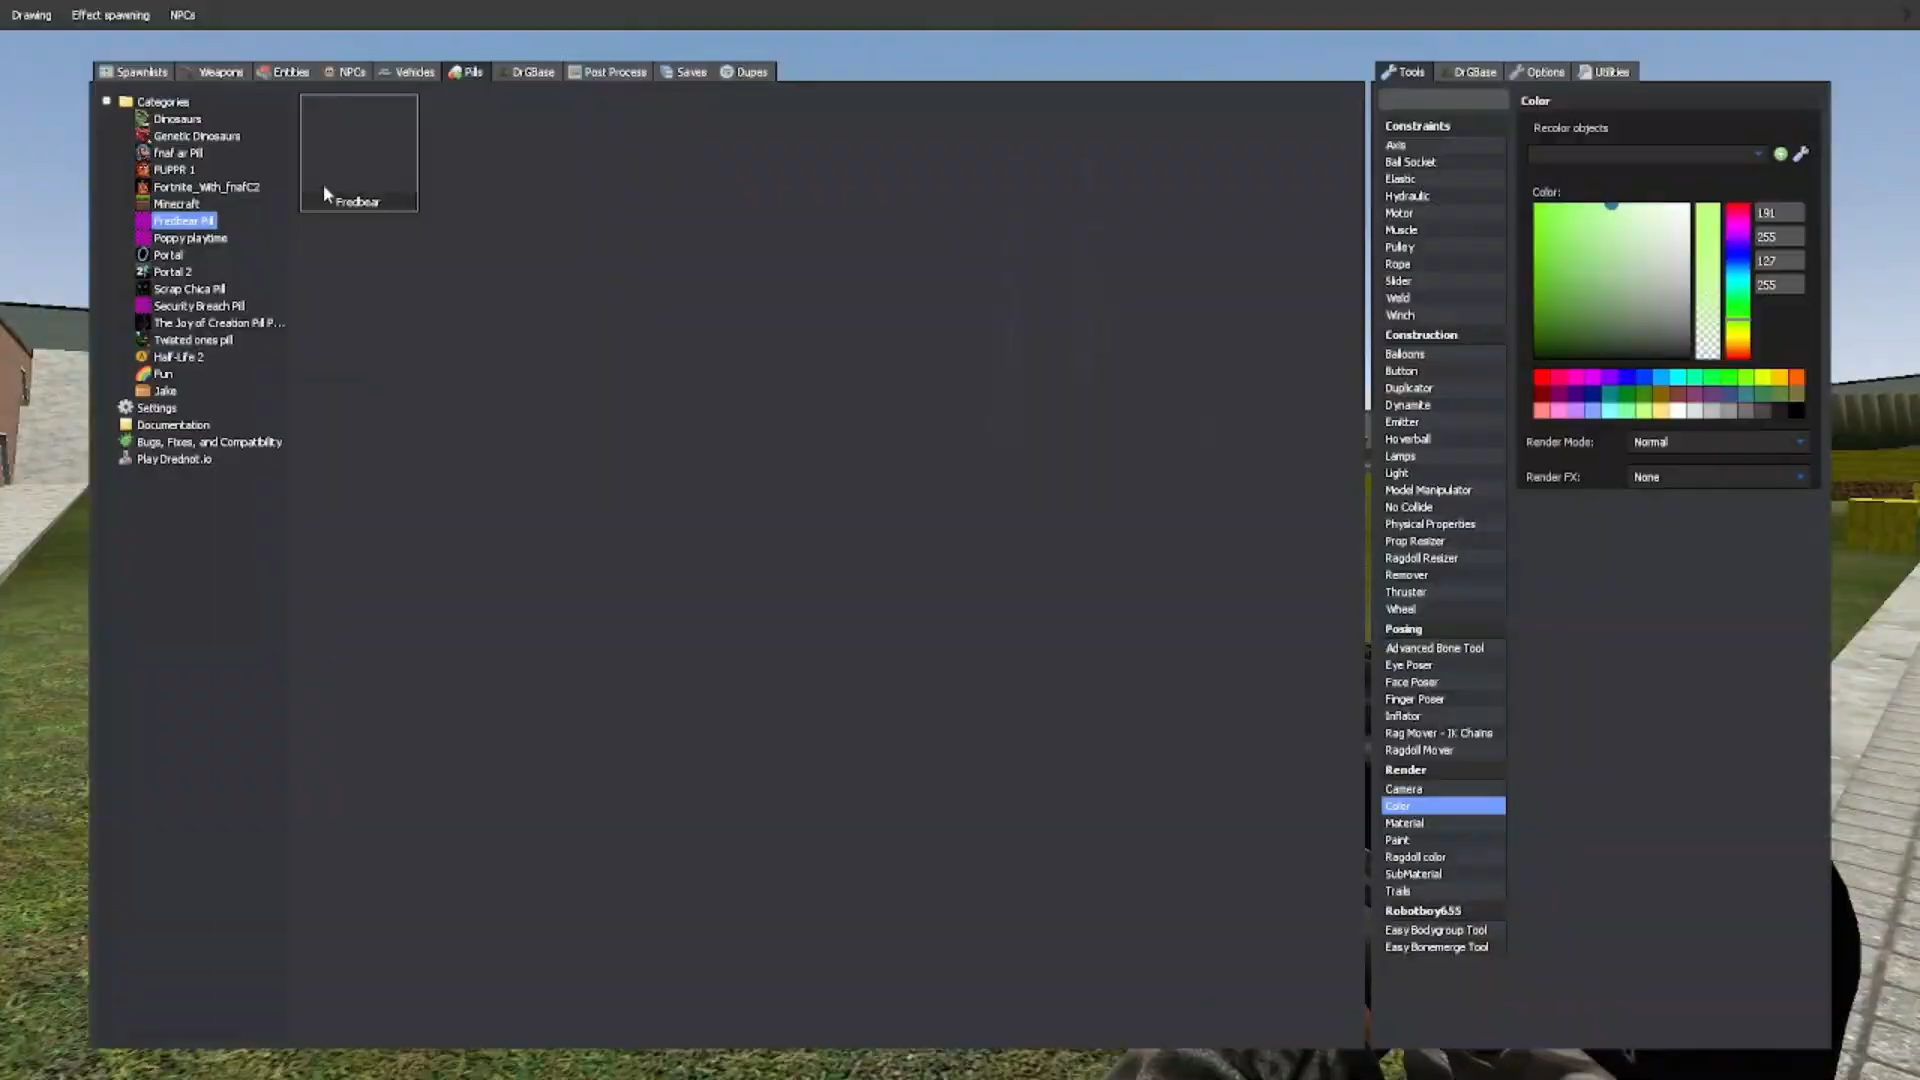 Drawing Effect spawning NPCs
Spawnlists Weapons Entities NPCs Vehicles Pills DrGBase Post Process Saves Dupes
Categories
Dinosaurs
Genetic Dinosaurs
fnaf ar Pill
FUPPR 1
Fortnite_With_fnafC2
Minecraft
Fredbear Pill
Poppy playtime
Portal
Portal 2
Scrap Chica Pill
Security Breach Pill
The Joy of Creation Pill P...
Twisted ones pill
Half-Life 2
Fun
Jake
Settings
Documentation
Bugs, Fixes, and Compatibility
Play Drednot.io
Fredbear
Tools DrGBase Options Utilities
Constraints
Axis
Ball Socket
Elastic
Hydraulic
Motor
Muscle
Pulley
Rope
Slider
Weld
Winch
Construction
Balloons
Button
Duplicator
Dynamite
Emitter
Hoverball
Lamps
Light
Model Manipulator
No Collide
Physical Properties
Prop Resizer
Ragdoll Resizer
Remover
Thruster
Wheel
Posing
Advanced Bone Tool
Eye Poser
Face Poser
Finger Poser
Inflator
Rag Mover - IK Chains
Ragdoll Mover
Render
Camera
Color
Material
Paint
Ragdoll color
SubMaterial
Trails
Robotboy655
Easy Bodygroup Tool
Easy Bonemerge Tool
Color
Recolor objects
Color:
191
255
127
255
Render Mode: Normal
Render FX: None